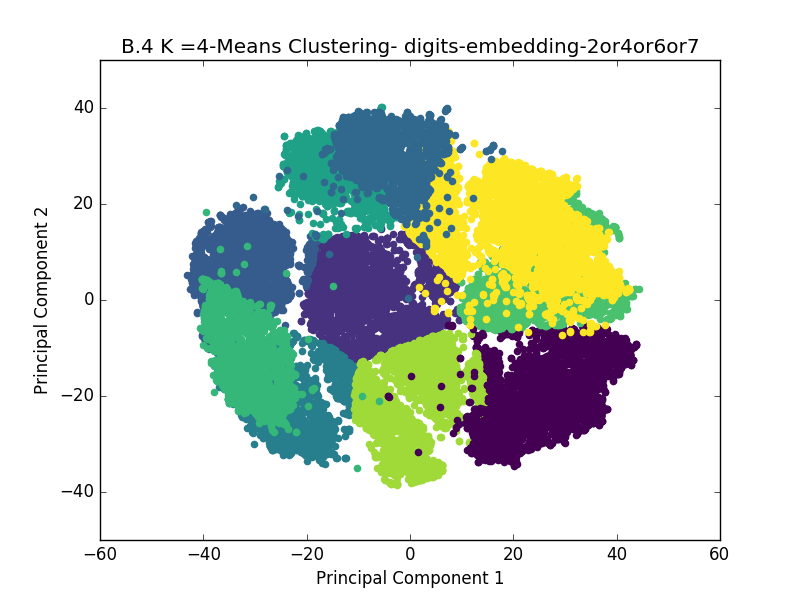 B.4 K =4-Means Clustering- digits-embedding-2or4or6or7
40
20
0
−20
−40
−60 −40 −20 0 20 40 60
Principal Component 1
Principal Component 2